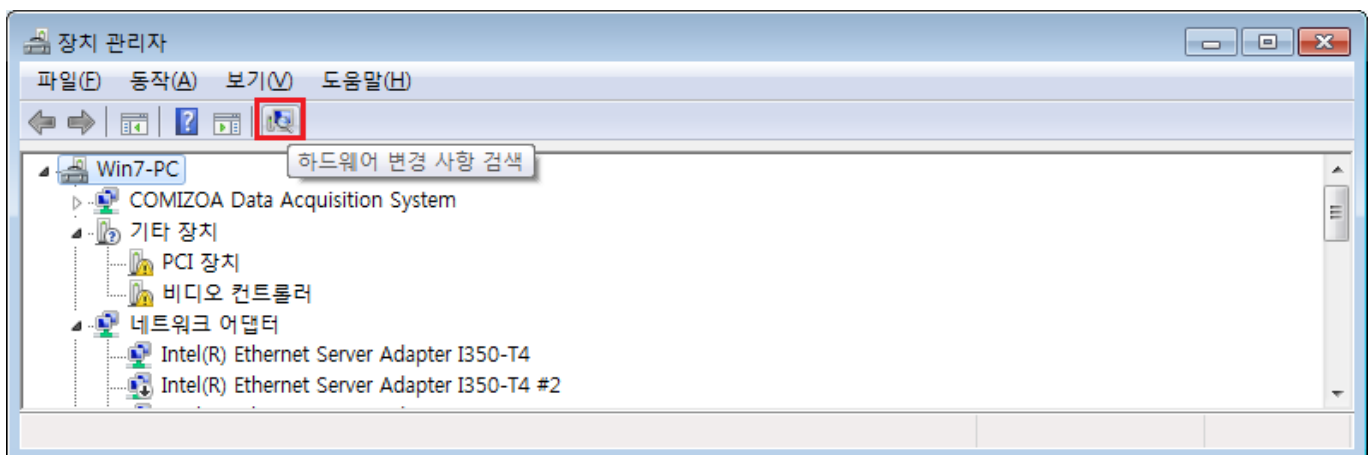 장치 관리자
파일(F) 동작(A) 보기(V) 도움말(H)
하드웨어 변경 사항 검색
Win7-PC
COMIZOA Data Acquisition System
기타 장치
PCI 장치
비디오 컨트롤러
네트워크 어댑터
Intel(R) Ethernet Server Adapter I350-T4
Intel(R) Ethernet Server Adapter I350-T4 #2